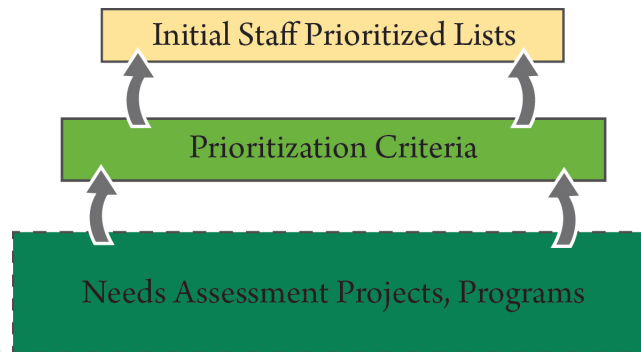 Initial Staff Prioritized Lists
Prioritization Criteria
Needs Assessment Projects, Programs